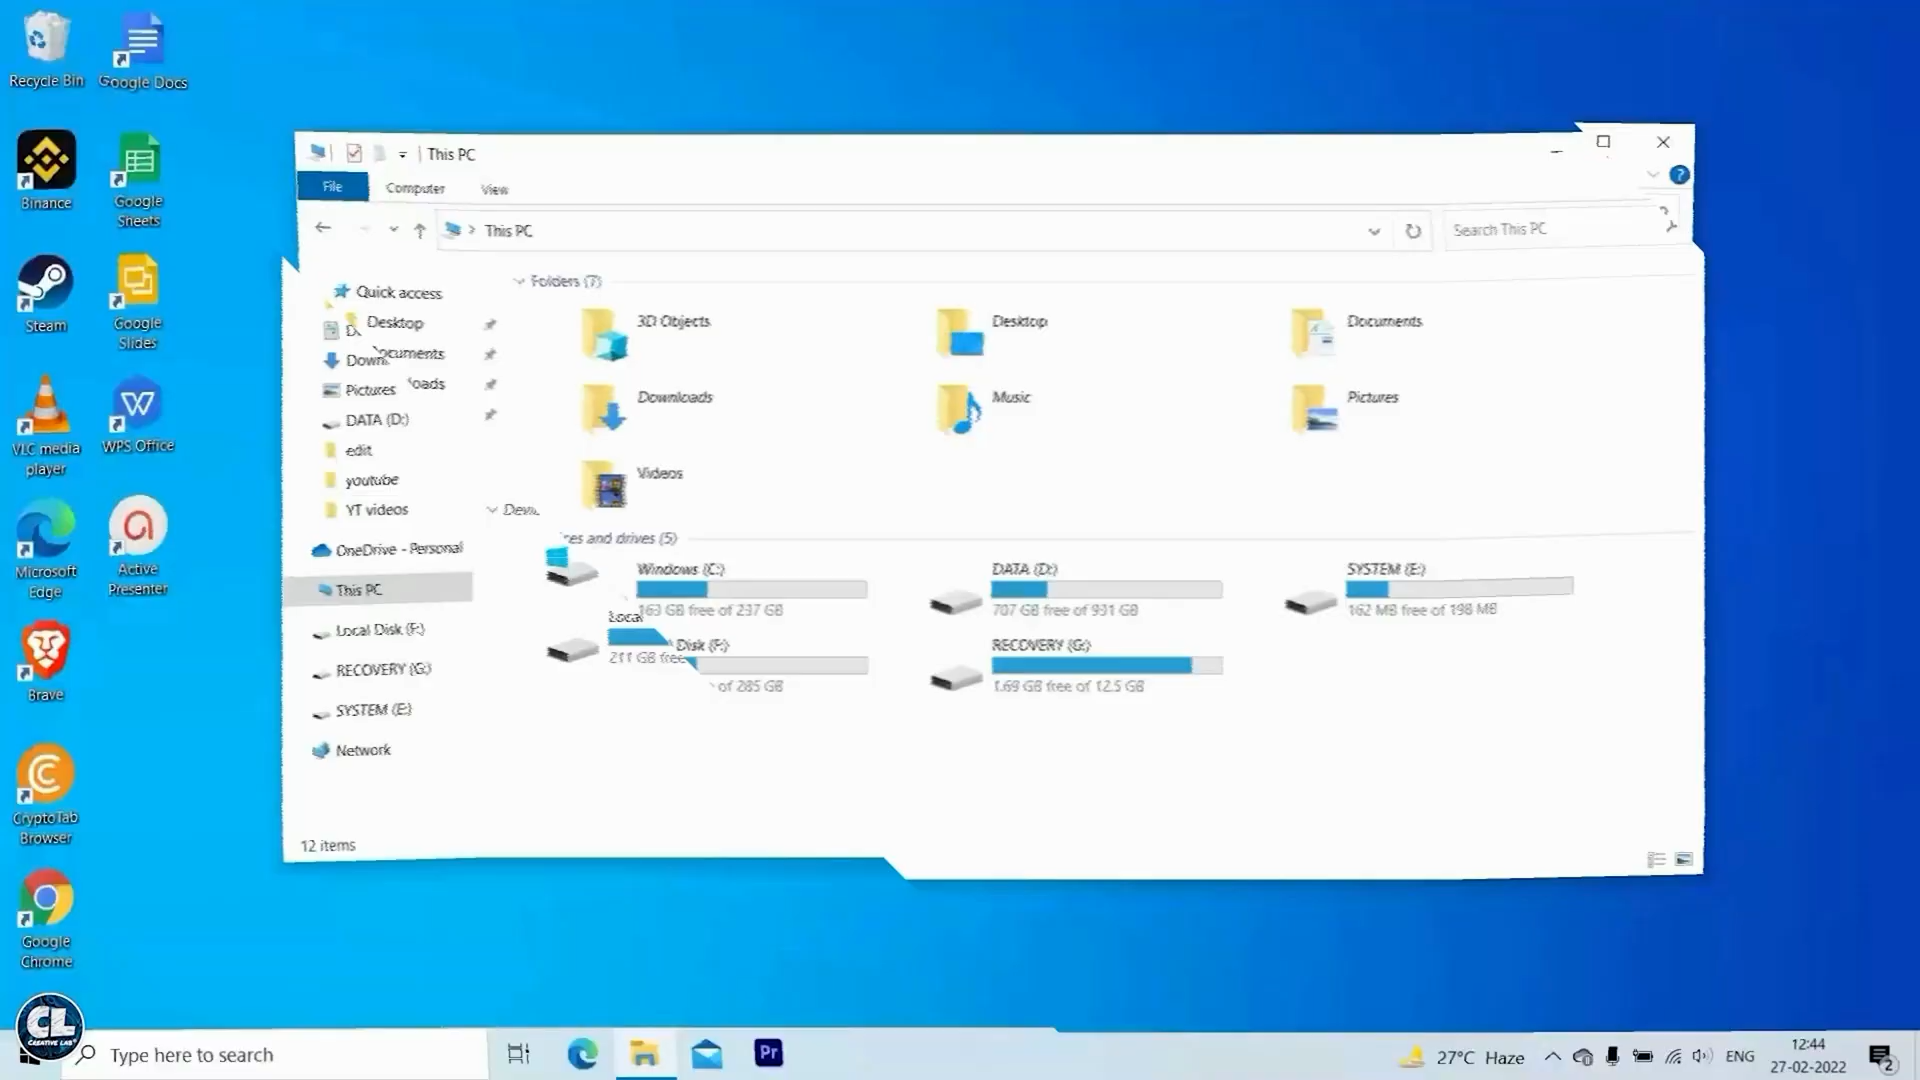 Recycle Bin
Google Docs
Binance
Google
Sheets
Steam
Google
Slides
VLC media
player
WPS Office
Microsoft
Edge
Active
Presenter
Brave
CryptoTab
Browser
Google
Chrome
CL
CREATIVE LAB
This PC
File
Computer
View
This PC
Search This PC
Quick access
Desktop
Down
ocuments
Pictures
oads
DATA (D:)
edit
youtube
YT videos
OneDrive - Personal
This PC
Local Disk (F:)
RECOVERY (G:)
SYSTEM (E:)
Network
Folders (7)
3D Objects
Desktop
Documents
Downloads
Music
Pictures
Videos
ces and drives (5)
Windows (C:)
163 GB free of 237 GB
DATA (D:)
707 GB free of 931 GB
SYSTEM (E:)
162 MB free of 198 MB
Local
Disk (F:)
211 GB free
of 285 GB
RECOVERY (G:)
1.69 GB free of 12.5 GB
12 items
Type here to search
Pr
27°C Haze
ENG
12:44
27-02-2022
2